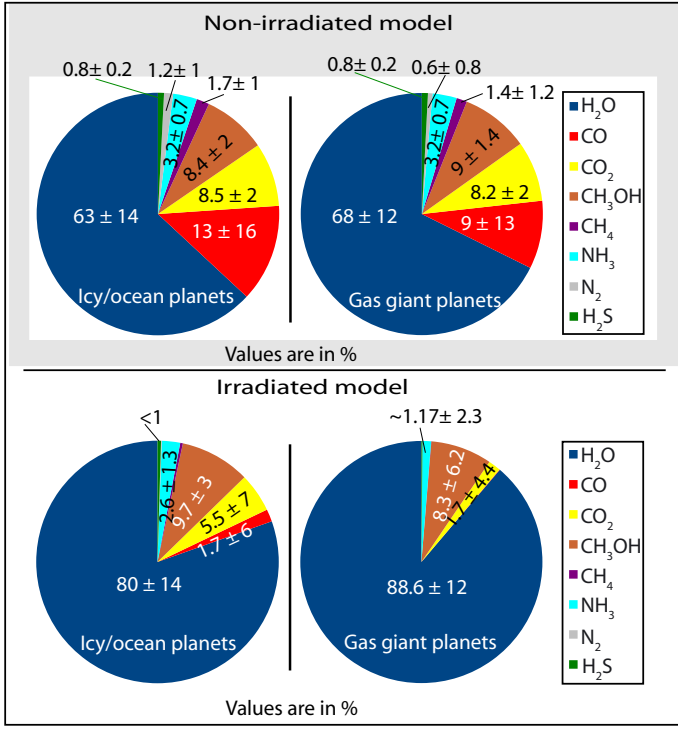 Non-irradiated model
0.8± 0.2
1.2± 1
1.7± 1
3.2± 0.7
8.4 ± 2
8.5 ± 2
13 ± 16
63 ± 14
Icy/ocean planets
0.8± 0.2
0.6± 0.8
1.4± 1.2
3.2± 0.7
9 ± 1.4
8.2 ± 2
9 ± 13
68 ± 12
Gas giant planets
H₂O
CO
CO₂
CH₃OH
CH₄
NH₃
N₂
H₂S
Values are in %
Irradiated model
<1
2.6 ± 1.3
9.7 ± 3
5.5 ± 7
1.7 ± 6
80 ± 14
Icy/ocean planets
~1.17± 2.3
8.3 ± 6.2
1.7 ± 4.4
88.6 ± 12
Gas giant planets
H₂O
CO
CO₂
CH₃OH
CH₄
NH₃
N₂
H₂S
Values are in %